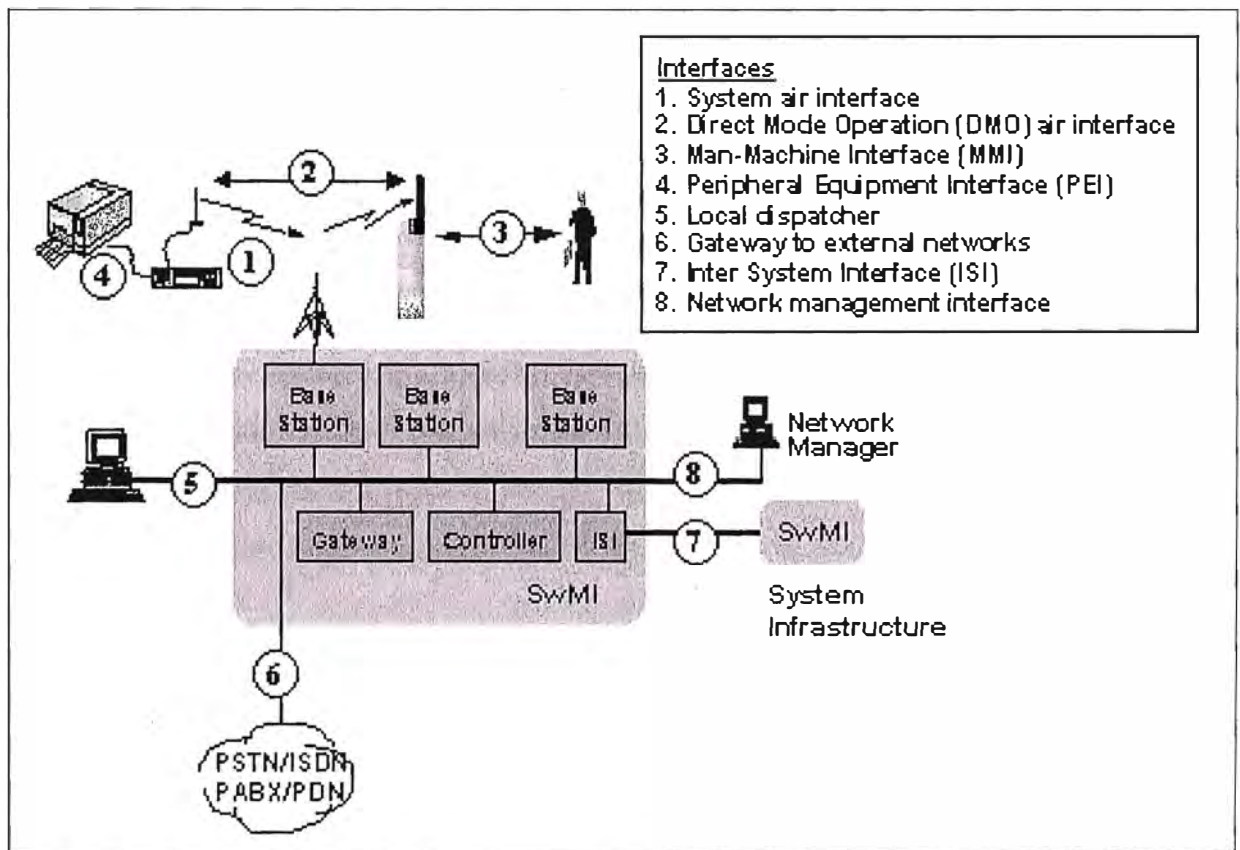 Interfaces
1. System air interface
2. Direct Mode Operation (DMO) air interface
3. Man-Machine Interface (MMI)
4. Peripheral Equipment Interface (PEI)
5. Local dispatcher
6. Gateway to external networks
7. Inter System Interface (ISI)
8. Network management interface
2
3
4
1
Base
Station
Base
Station
Base
Station
Network
Manager
5
8
Gateway
Controller
ISI
7
SwMI
SwMI
System
Infrastructure
6
PSTN/ISDN
PABX/PDN